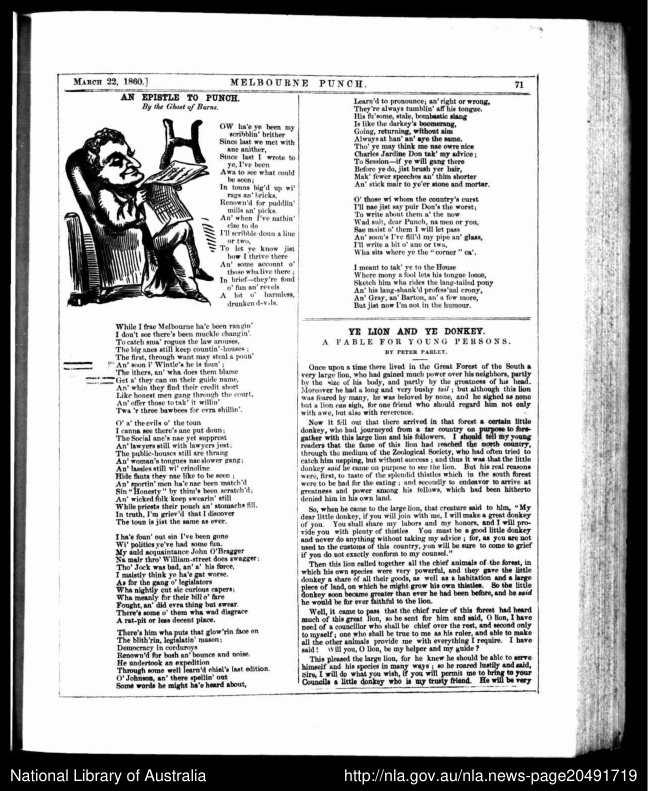 MARCH 22, 1860.]
MELBOURNE PUNCH.
71
AN EPISTLE TO PUNCH.
By the Ghost of Burns.
H
OW ha'e ye been my
scribblin' brither
Since last we met with
ane anither,
Since last I wrote to
ye, I've been
Awa to see what could
be seen;
In touns big'd up wi'
rags an' bricks,
Renown'd for puddlin'
mills an' picks.
An' when I've naithin'
else to do
I'll scribble doun a line
or two,
To let ye know jist
how I thrive there
An' some account o'
those wha live there;
In brief—they're fond
o' fun an' revels
A lot o' harmless,
drunken d-v-ls.
While I frae Melbourne ha'e been rangin'
I don't see there's been muckle changin'.
To catch sma' rogues the law arouses,
The big anes still keep countin'-houses;
The first, through want may steal a poun'
An' soon i' Wintle's he is foun';
The ithers, an' wha does them blame
Get a' they can on their guide name,
An' whin they find their credit short
Like honest men gang through the court,
An' offer those to tak' it willin'
Twa 'r three bawbees for evra shillin'.
O' a' the evils o' the toun
I canna see there's ane put doun;
The Social ane's nae yet supprest
An' lawyers still with lawyers jest;
The public-houses still are thrang
An' woman's tongues nae slower gang;
An' lassies still wi' crinoline
Hide fauts they nae like to be seen;
An' sportin' men ha'e nae been match'd
Sin "Honesty" by thim's been scratch'd;
An' wicked folk keep swearin' still
While priests their pouch an' stomachs fill.
In truth, I'm griev'd that I discover
The toun is jist the same as ever.
I ha'e foun' out sin I've been gone
Wi' politics ye've had some fun.
My auld acquaintance John O'Bragger
Na mair thro' William-street does swagger;
Tho' Jock was bad, an' a' his force,
I maistly think ye ha'e gat worse.
As for the gang o' legislators
Wha nightly cut sic curious capers;
Wha meanly for their bill o' fare
Fought, an' did evra thing but swear.
There's some o' them wha wad disgrace
A rat-pit or less decent place.
There's him wha puts that glow'rin face on
The blith'rin, legislatin' mason;
Democracy in corduroys
Renown'd for bosh an' bounce and noise.
He undertook an expedition
Through some well learn'd chiel's last edition.
O' Johnson, an' there spellin' out
Some words he might ha'e heard about,
Learn'd to pronounce; an' right or wrong,
They're always tumblin' aff his tongue.
His fu'some, stale, bombastic slang
Is like the darkey's boomerang,
Going, returning, without aim
Always at han' an' aye the same.
Tho' ye may think me nae owre nice
Charles Jardine Don tak' my advice;
To Session—if ye will gang there
Before ye do, jist brush yer hair,
Mak' fewer speeches an' thim shorter
An' stick mair to ye'er stone and mortar.
O' those wi whom the country's curst
I'll nae jist say puir Don's the worst;
To write about them a' the now
Wad suit, dear Punch, na men or you,
Sae maist o' them I will let pass
An' soon's I've fill'd my pipe an' glass,
I'll write a bit o' ane or twa,
Wha sits where ye the "corner" ca'.
I meant to tak' ye to the House
Where mony a fool lets his tongue loose,
Sketch him wha rides the lang-tailed pony
An' his lang-shank'd profess'nal crony,
An' Gray, an' Barton, an' a few more,
But jist now I'm not in the humour.
YE LION AND YE DONKEY.
A FABLE FOR YOUNG PERSONS.
BY PETER PARLEY.
Once upon a time there lived in the Great Forest of the South a
very large lion, who had gained much power over his neighbors, partly
by the size of his body, and partly by the greatness of his head.
Moreover he had a long and very bushy tail; but although this lion
was feared by many, he was beloved by none, and he sighed as none
but a lion can sigh, for one friend who should regard him not only
with awe, but also with reverence.
Now it fell out that there arrived in that forest a certain little
donkey, who had journeyed from a far country on purpose to fore-
gather with this large lion and his followers. I should tell my young
readers that the fame of this lion had reached the north country,
through the medium of the Zoological Society, who had often tried to
catch him napping, but without success; and thus it was that the little
donkey said he came on purpose to see the lion. But his real reasons
were, first, to taste of the splendid thistles which in the south forest
were to be had for the eating; and secondly to endeavor to arrive at
greatness and power among his fellows, which had been hitherto
denied him in his own land.
So, when he came to the large lion, that creature said to him, "My
dear little donkey, if you will join with me, I will make a great donkey
of you. You shall share my labors and my honors, and I will pro-
vide you with plenty of thistles You must be a good little donkey
and never do anything without taking my advice; for, as you are not
used to the customs of this country, you will be sure to come to grief
if you do not exactly conform to my counsel."
Then this lion called together all the chief animals of the forest, in
which his own species were very powerful, and they gave the little
donkey a share of all their goods, as well as a habitation and a large
piece of land, on which he might grow his own thistles. So the little
donkey soon became greater than ever he had been before, and he said
he would be for ever faithful to the lion.
Well, it came to pass that the chief ruler of this forest had heard
much of this great lion, so he sent for him and said, O lion, I have
need of a councillor who shall be chief over the rest, and second only
to myself; one who shall be true to me as his ruler, and able to make
all the other animals provide me with everything I require. I have
said! Will you, O lion, be my helper and my guide?
This pleased the large lion, for he knew he should be able to serve
himself and his species in many ways; so he roared lustily and said,
Sire, I will do what you wish, if you will permit me to bring to your
Councils a little donkey who is my trusty friend. He will be very
National Library of Australia
http://nla.gov.au/nla.news-page20491719